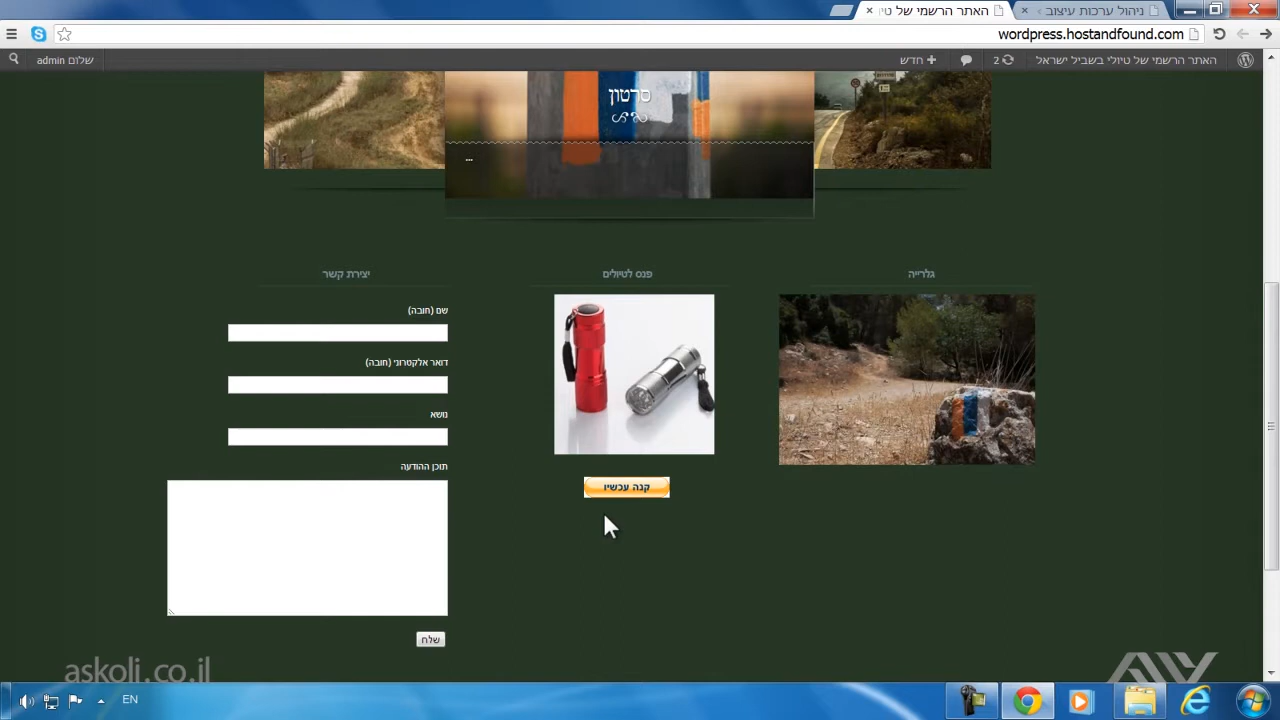 האתר הרשמי של טיו
ניהול ערכות עיצוב
wordpress.hostandfound.com
האתר הרשמי של טיולי בשביל ישראל
2
חדש
שלום admin
סרטון
...
גלרייה
פנס לטיולים
יצירת קשר
שם (חובה)
דואר אלקטרוני (חובה)
נושא
תוכן ההודעה
קנה עכשיו
שלח
askoli.co.il
EN